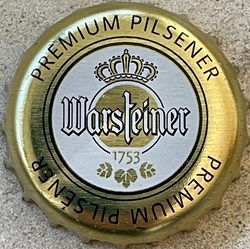 PREMIUM PILSENER
Warsteiner
1753
PREMIUM PILSENER